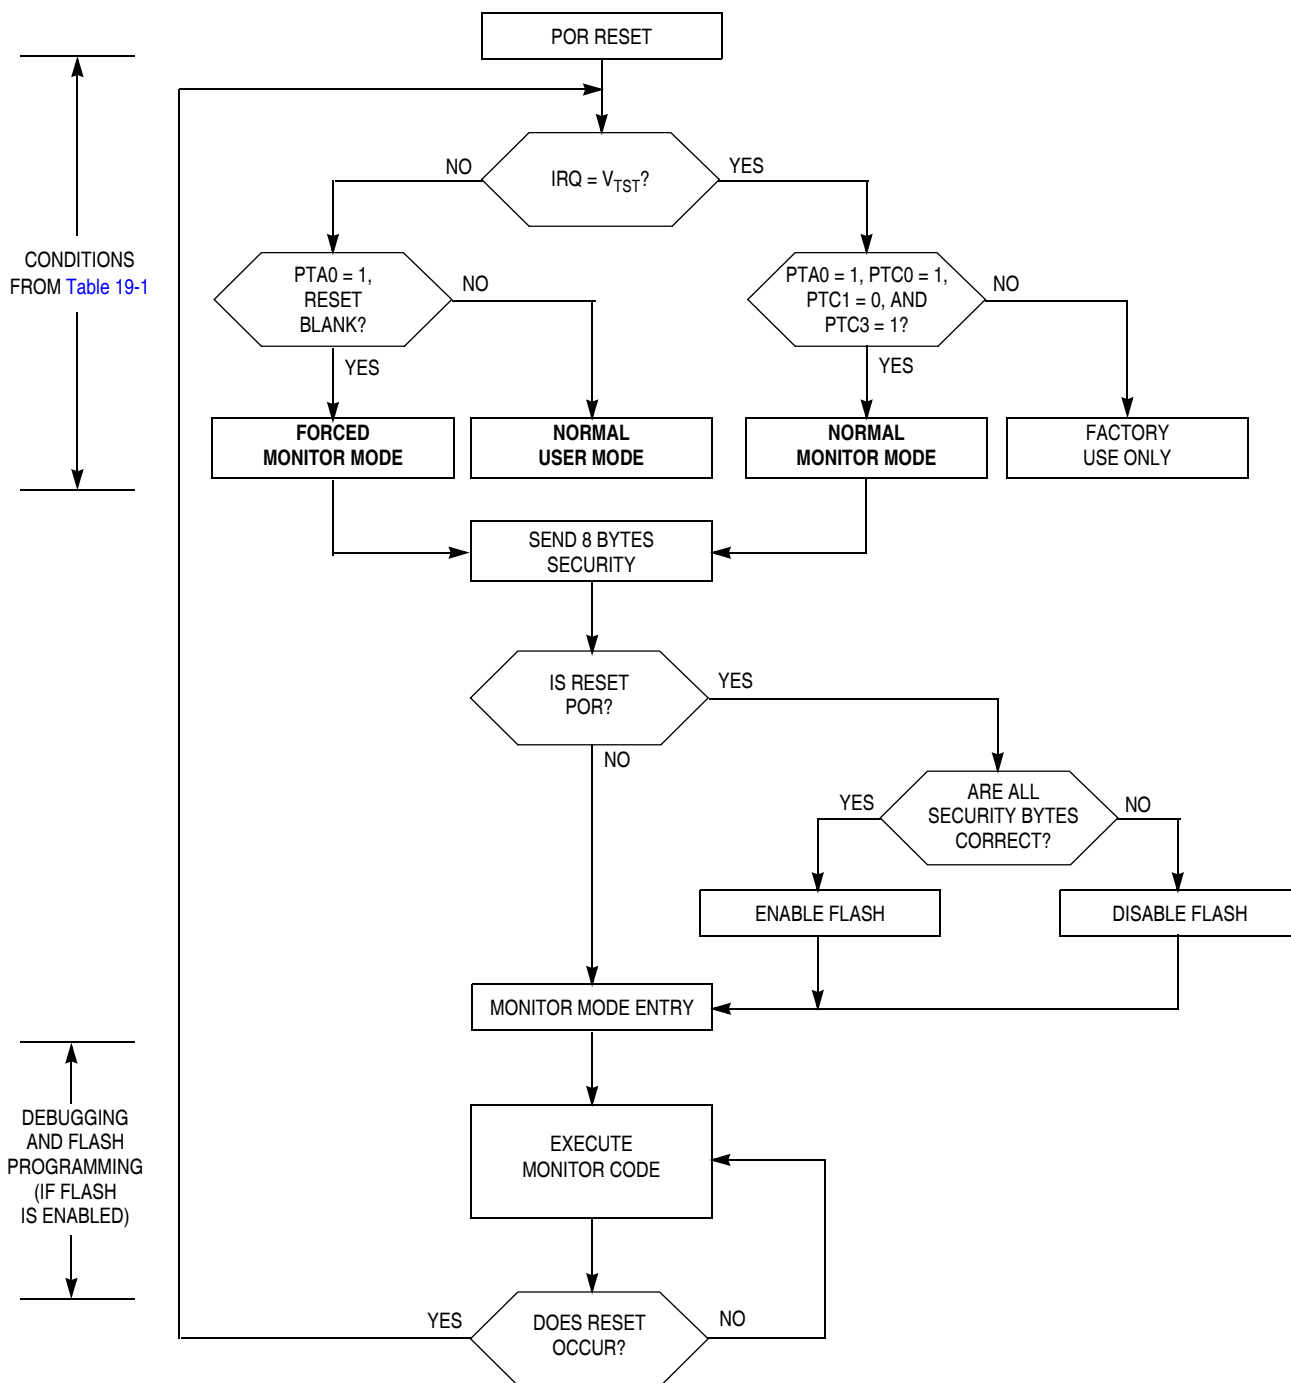 POR RESET
IRQ = VTST?
NO
YES
CONDITIONS
FROM Table 19-1
PTA0 = 1,
RESET
BLANK?
NO
YES
PTA0 = 1, PTC0 = 1,
PTC1 = 0, AND
PTC3 = 1?
NO
YES
FORCED
MONITOR MODE
NORMAL
USER MODE
NORMAL
MONITOR MODE
FACTORY
USE ONLY
SEND 8 BYTES
SECURITY
IS RESET
POR?
YES
NO
ARE ALL
SECURITY BYTES
CORRECT?
YES
NO
ENABLE FLASH
DISABLE FLASH
MONITOR MODE ENTRY
DEBUGGING
AND FLASH
PROGRAMMING
(IF FLASH
IS ENABLED)
EXECUTE
MONITOR CODE
YES
DOES RESET
OCCUR?
NO